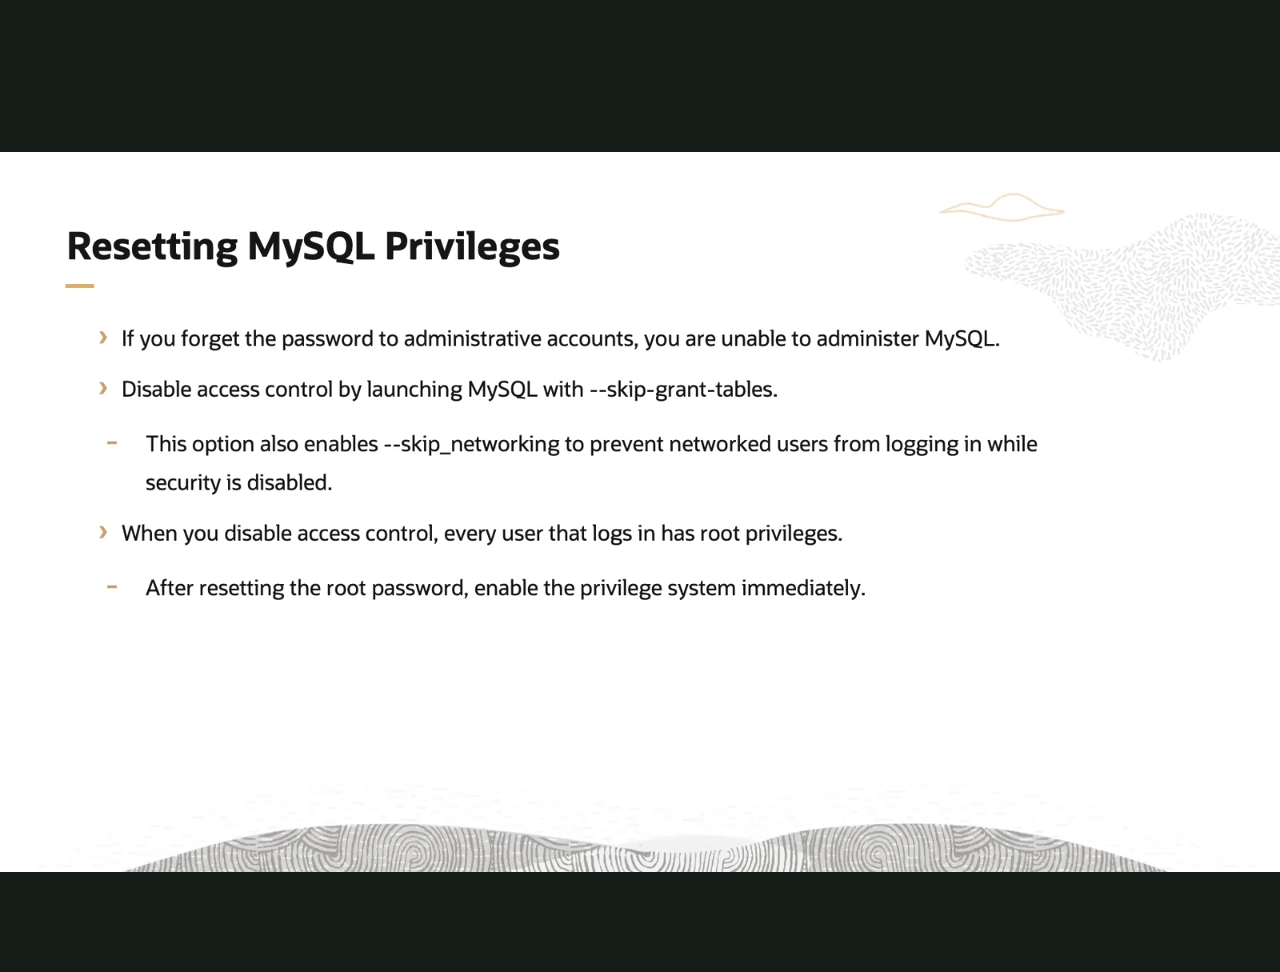 Resetting MySQL Privileges
› If you forget the password to administrative accounts, you are unable to administer MySQL.
› Disable access control by launching MySQL with --skip-grant-tables.
– This option also enables --skip_networking to prevent networked users from logging in while
security is disabled.
› When you disable access control, every user that logs in has root privileges.
– After resetting the root password, enable the privilege system immediately.